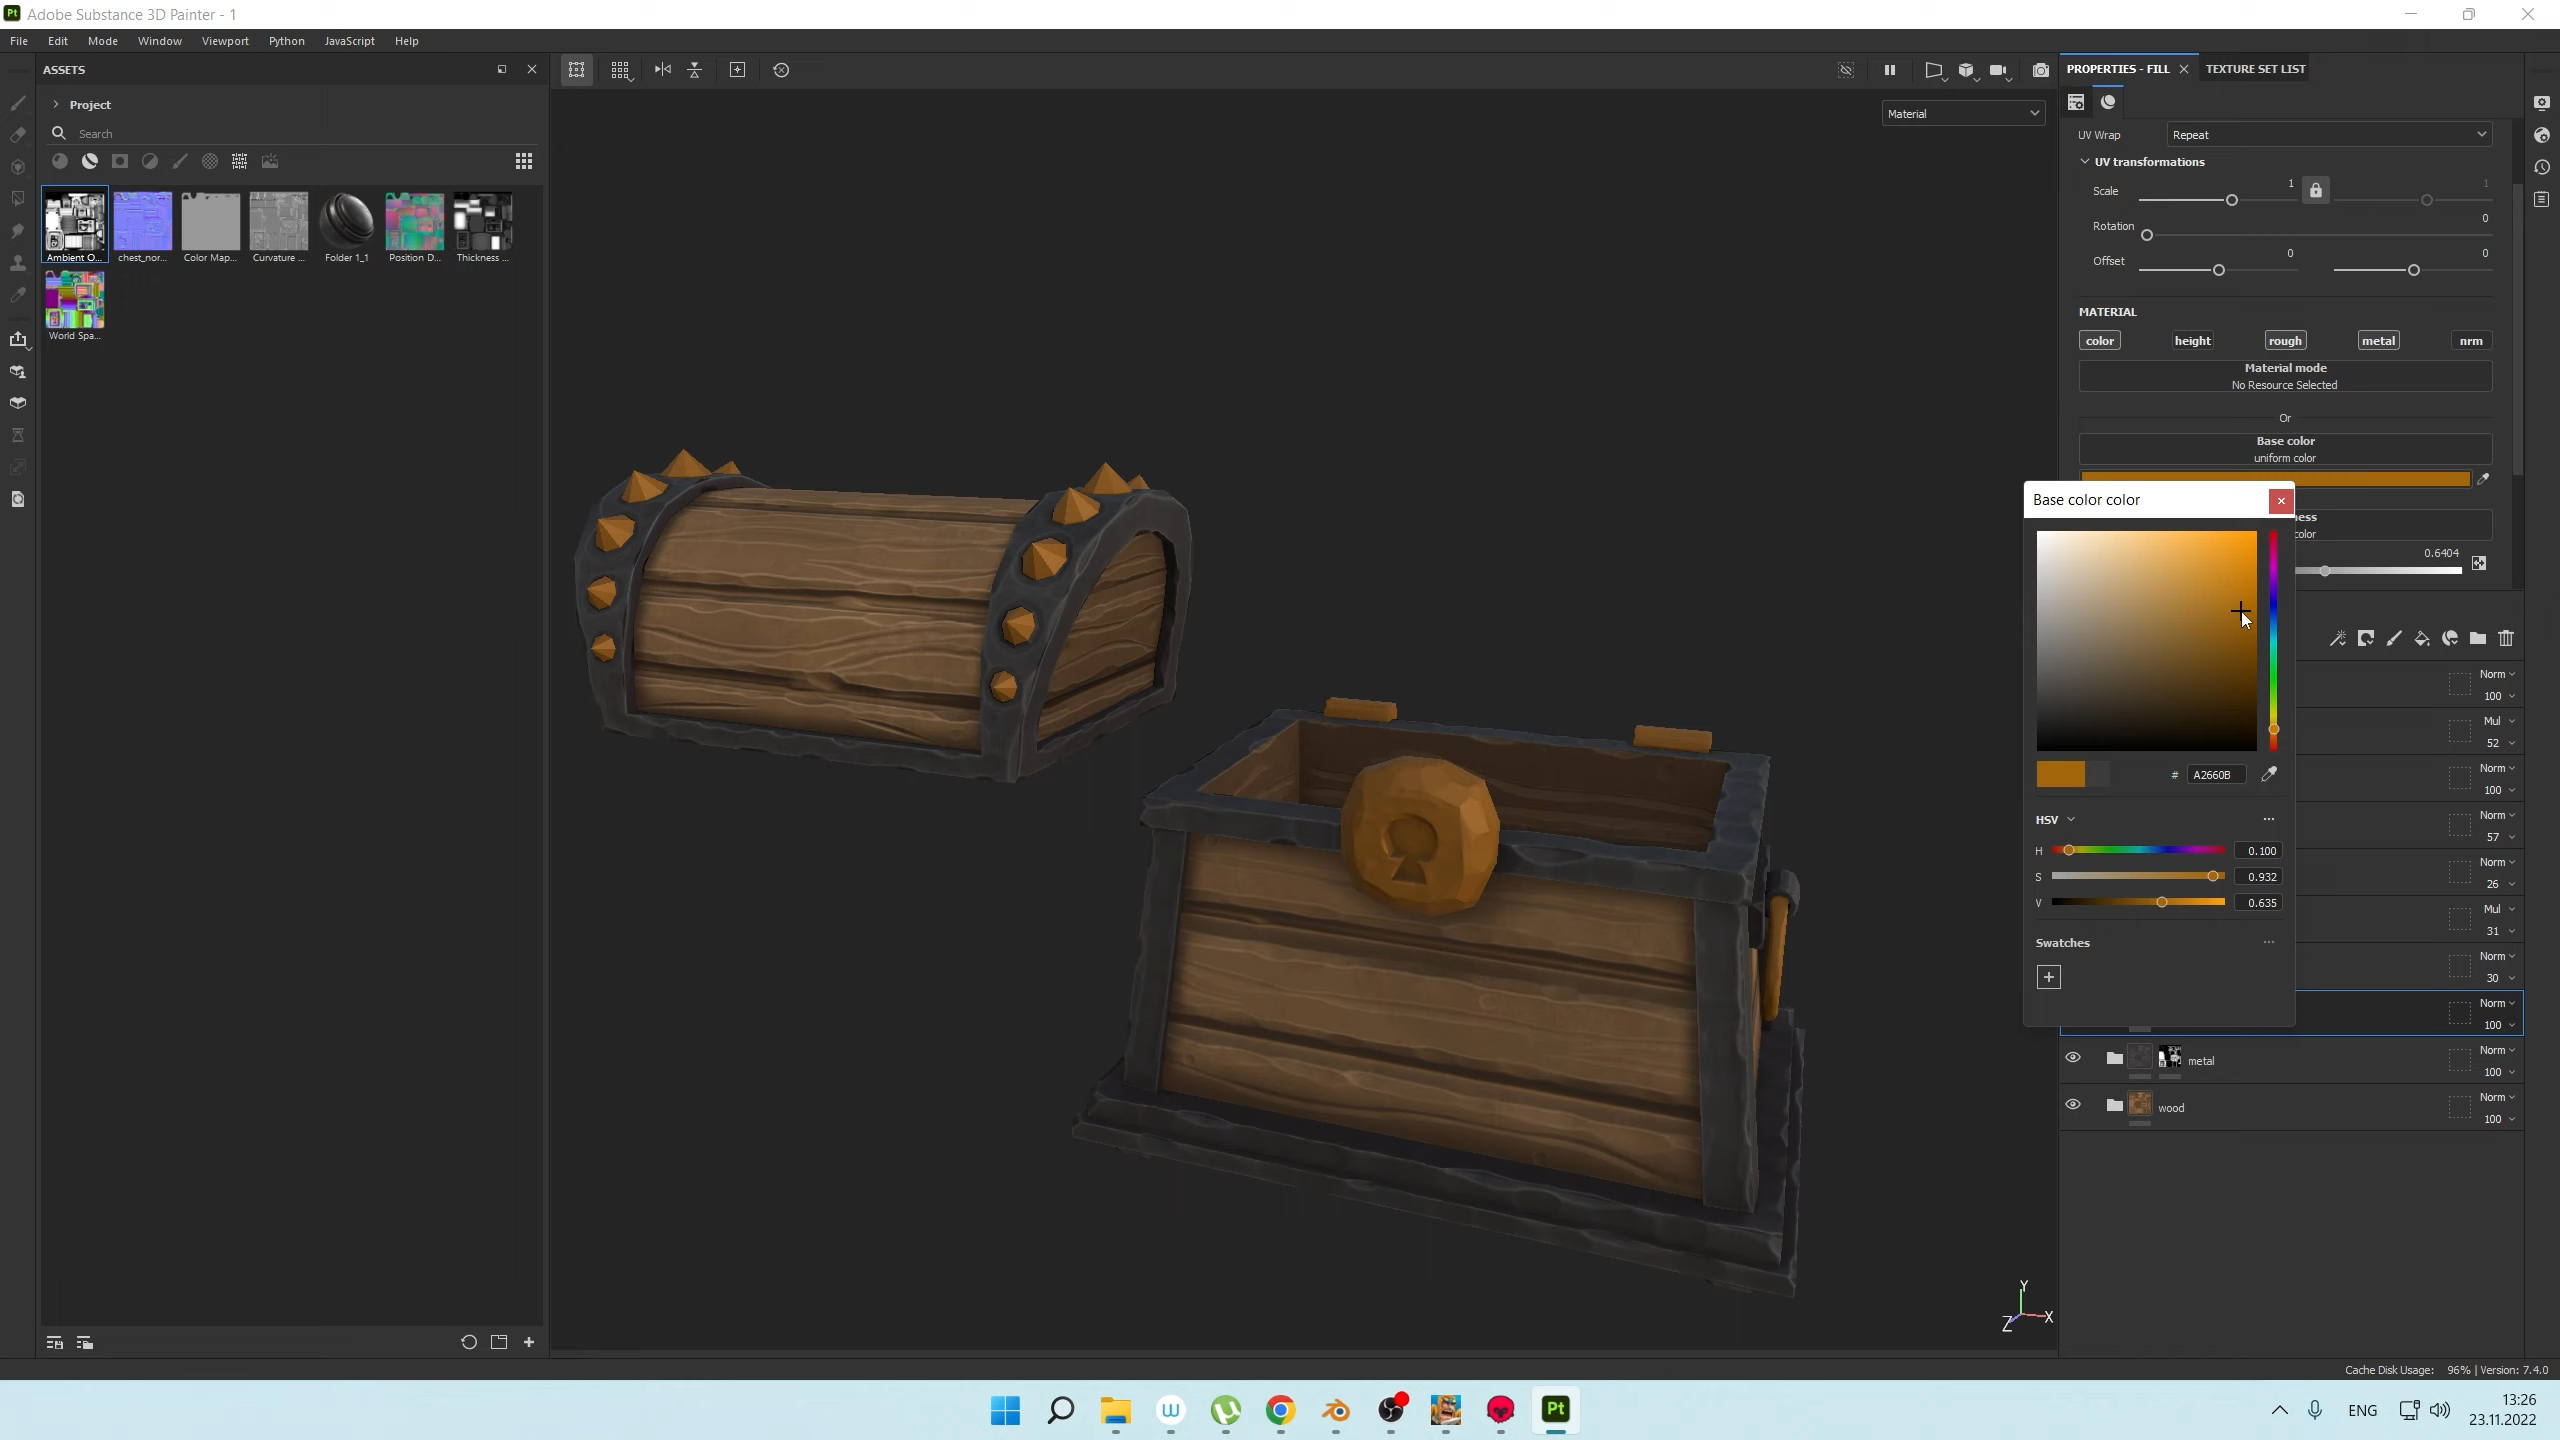 Pt Adobe Substance 3D Painter - 1
File Edit Mode Window Viewport Python JavaScript Help
ASSETS
Project
Search
Ambient O...
chest_nor...
Color Map...
Curvature ...
Folder 1_1
Position D...
Thickness ...
World Spa...
Material
Y
X
Z
PROPERTIES - FILL
TEXTURE SET LIST
UV Wrap Repeat
UV transformations
Scale 1 1
Rotation 0
Offset 0 0
MATERIAL
color height rough metal nrm
Material mode
No Resource Selected
Or
Base color
uniform color
ness
color
0.6404
Base color color
# A2660B
HSV
H 0.100
S 0.932
V 0.635
Swatches
Norm
100
Mul
52
Norm
100
Norm
57
Norm
26
Mul
31
Norm
30
Norm
100
metal Norm
100
wood Norm
100
Cache Disk Usage: 96% | Version: 7.4.0
Pt
ENG
13:26
23.11.2022